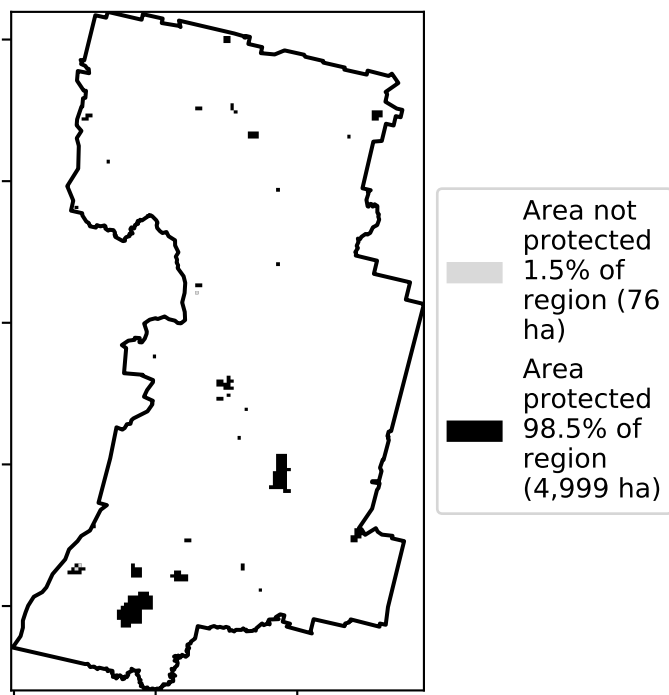 Area not
protected
1.5% of
region (76
ha)
Area
protected
98.5% of
region
(4,999 ha)